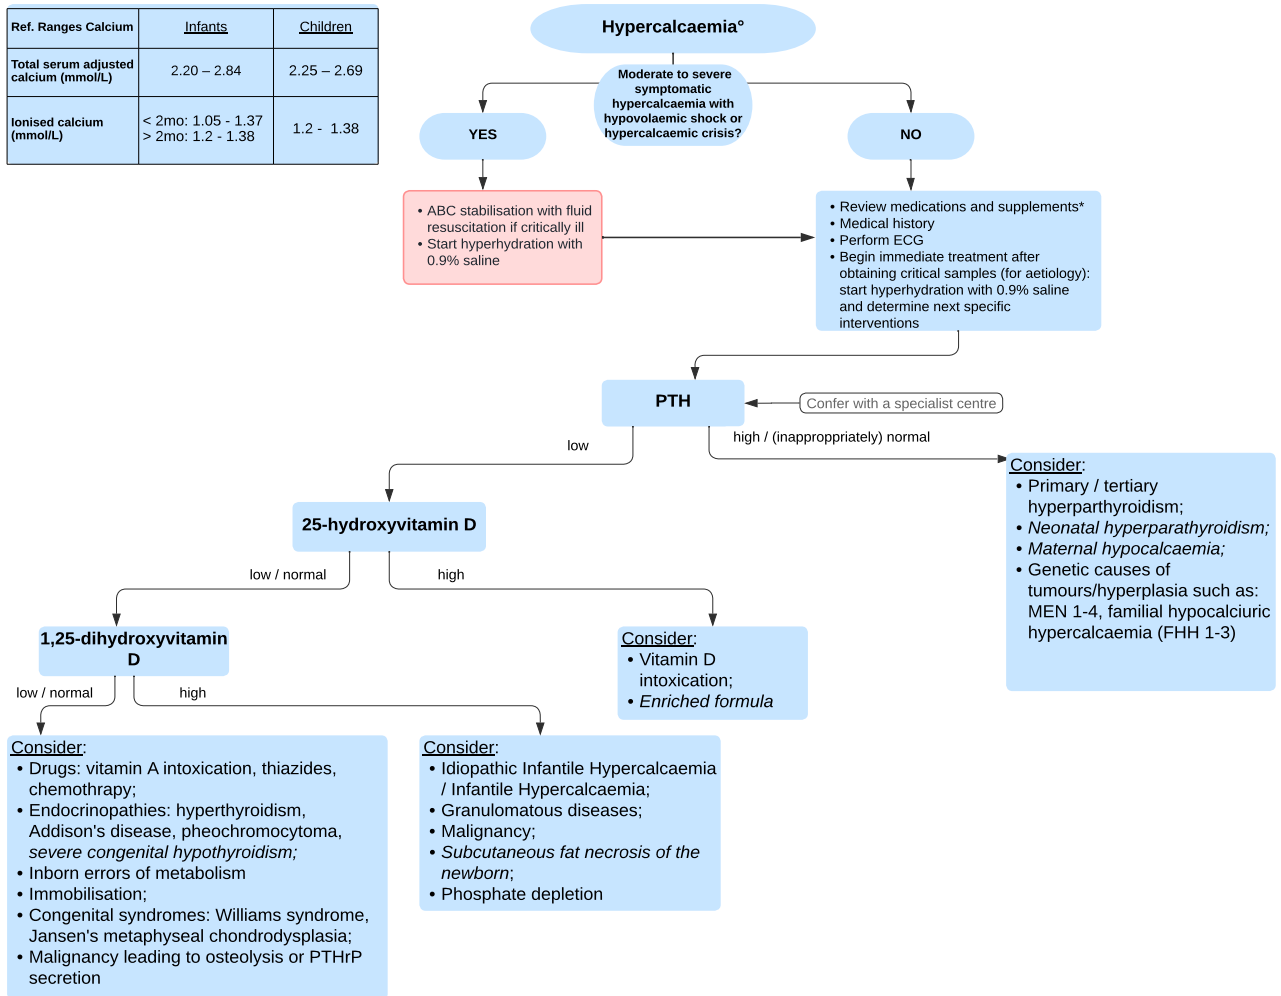 Ref. Ranges Calcium
Infants
Children
Total serum adjusted
calcium (mmol/L)
2.20 – 2.84
2.25 – 2.69
Ionised calcium
(mmol/L)
< 2mo: 1.05 - 1.37
> 2mo: 1.2 - 1.38
1.2 - 1.38
Hypercalcaemia°
Moderate to severe
symptomatic
hypercalcaemia with
hypovolaemic shock or
hypercalcaemic crisis?
YES
NO
• ABC stabilisation with fluid
resuscitation if critically ill
• Start hyperhydration with
0.9% saline
• Review medications and supplements*
• Medical history
• Perform ECG
• Begin immediate treatment after
obtaining critical samples (for aetiology):
start hyperhydration with 0.9% saline
and determine next specific
interventions
PTH
Confer with a specialist centre
low
high / (inapproppriately) normal
Consider:
• Primary / tertiary
hyperparthyroidism;
• Neonatal hyperparathyroidism;
• Maternal hypocalcaemia;
• Genetic causes of
tumours/hyperplasia such as:
MEN 1-4, familial hypocalciuric
hypercalcaemia (FHH 1-3)
25-hydroxyvitamin D
low / normal
high
1,25-dihydroxyvitamin
D
Consider:
• Vitamin D
intoxication;
• Enriched formula
low / normal
high
Consider:
• Drugs: vitamin A intoxication, thiazides,
chemothrapy;
• Endocrinopathies: hyperthyroidism,
Addison's disease, pheochromocytoma,
severe congenital hypothyroidism;
• Inborn errors of metabolism
• Immobilisation;
• Congenital syndromes: Williams syndrome,
Jansen's metaphyseal chondrodysplasia;
• Malignancy leading to osteolysis or PTHrP
secretion
Consider:
• Idiopathic Infantile Hypercalcaemia
/ Infantile Hypercalcaemia;
• Granulomatous diseases;
• Malignancy;
• Subcutaneous fat necrosis of the
newborn;
• Phosphate depletion